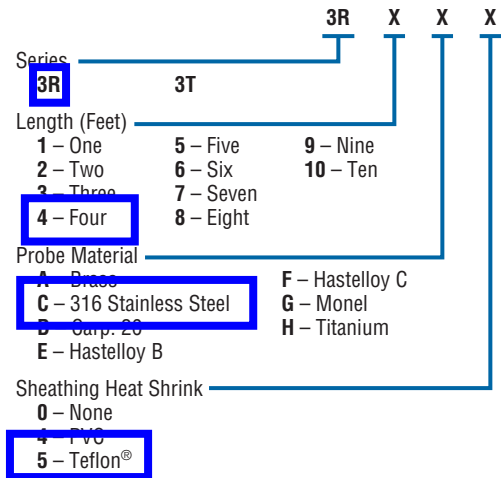 3R X X X
Series
3R 3T
Length (Feet)
1 – One 5 – Five 9 – Nine
2 – Two 6 – Six 10 – Ten
3 – Three 7 – Seven
4 – Four 8 – Eight
Probe Material
A – Brass F – Hastelloy C
C – 316 Stainless Steel G – Monel
D – Carp. 20 H – Titanium
E – Hastelloy B
Sheathing Heat Shrink
0 – None
4 – PVC
5 – Teflon®